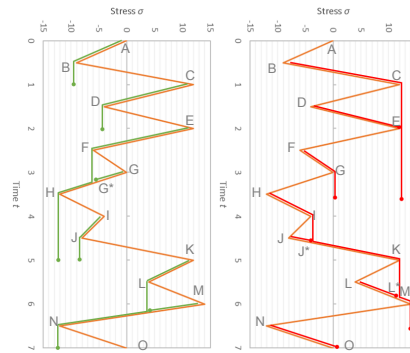 Stress σ
-15 -10 -5 0 5 10 15
0
1
2
3
4
5
6
7
Time t
A
B
C
D
E
F
G
G*
H
I
J
K
L
M
N
O
Stress σ
-15 -10 -5 0 5 10 15
0
1
2
3
4
5
6
7
Time t
A
B
C
D
E
F
G
H
I
J
J*
K
L
L*
M
N
O